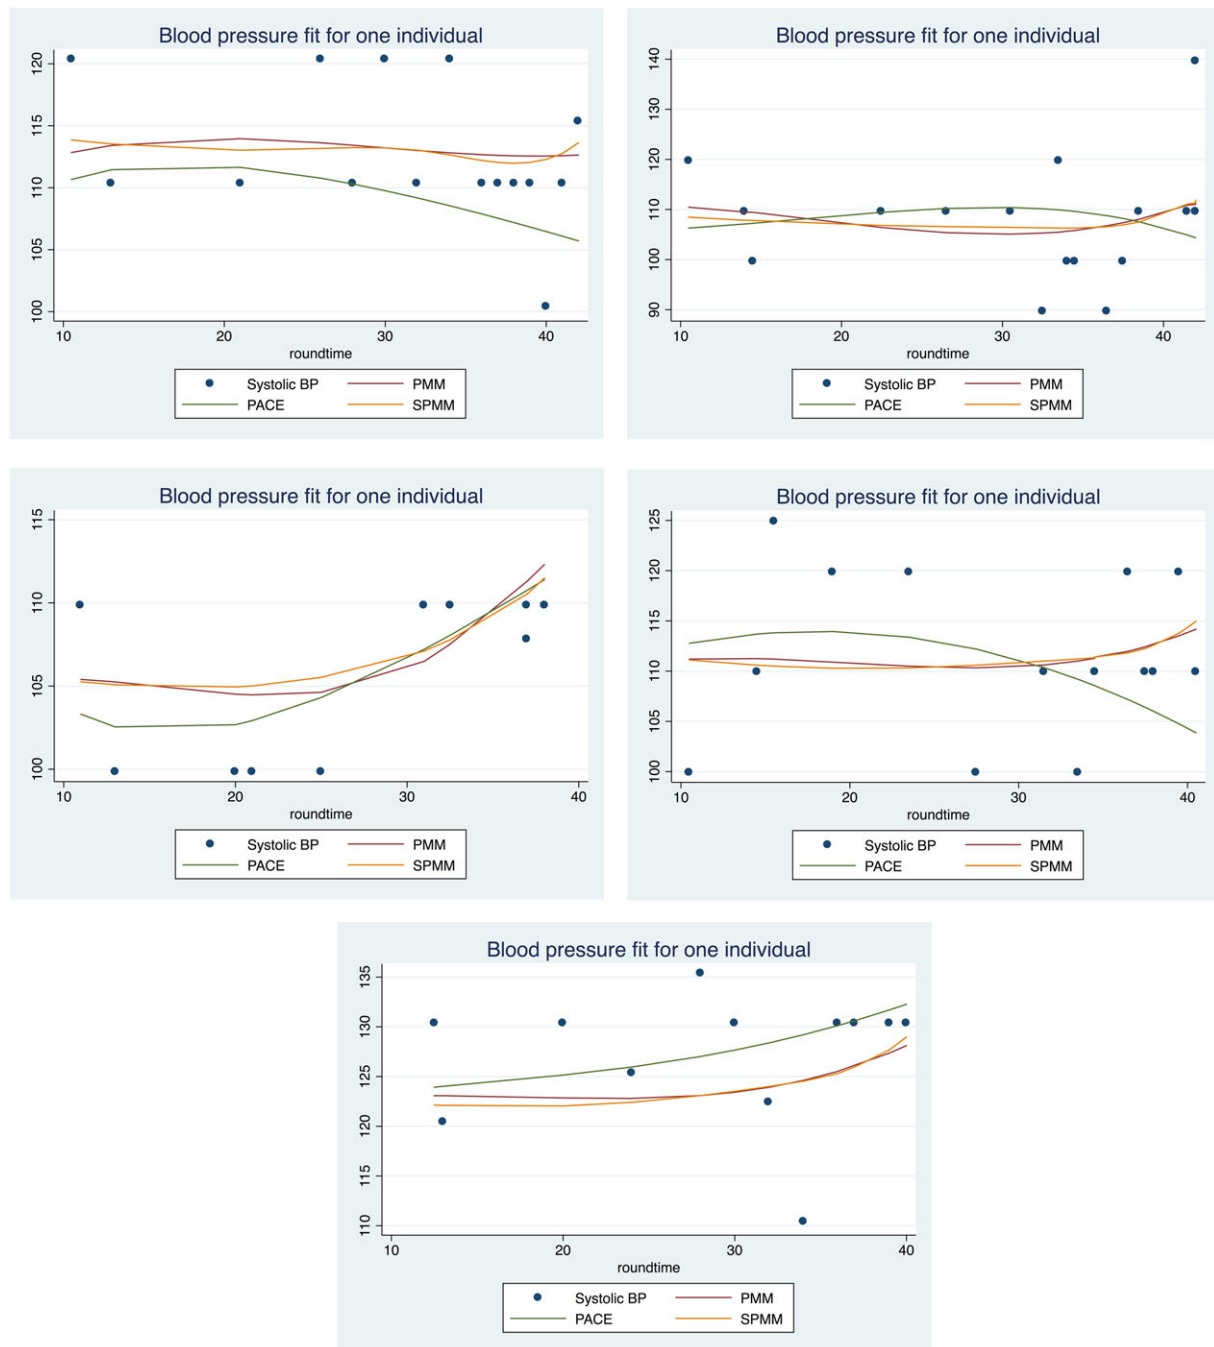 Blood pressure fit for one individual
120
115
110
105
100
10 20 30 40
roundtime
Systolic BP PMM
PACE SPMM
Blood pressure fit for one individual
140
130
120
110
100
90
10 20 30 40
roundtime
Systolic BP PMM
PACE SPMM
Blood pressure fit for one individual
115
110
105
100
10 20 30 40
roundtime
Systolic BP PMM
PACE SPMM
Blood pressure fit for one individual
125
120
115
110
105
100
10 20 30 40
roundtime
Systolic BP PMM
PACE SPMM
Blood pressure fit for one individual
135
130
125
120
115
110
10 20 30 40
roundtime
Systolic BP PMM
PACE SPMM